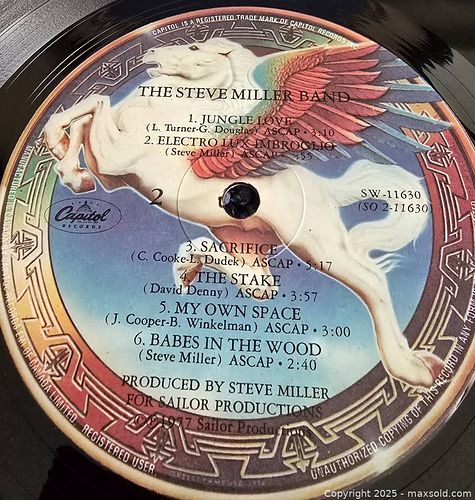 CAPITOL IS A REGISTERED TRADE MARK OF CAPITOL RECORDS INC.
THE STEVE MILLER BAND
1. JUNGLE LOVE
(L. Turner-G. Douglas) ASCAP • 3:10
2. ELECTRO LUX IMBROGLIO
(Steve Miller) ASCAP • :55
2
Capitol
RECORDS
SW-11630
(SO 2-11630)
3. SACRIFICE
(C. Cooke-L. Dudek) ASCAP • 5:17
4. THE STAKE
(David Denny) ASCAP • 3:57
5. MY OWN SPACE
(J. Cooper-B. Winkelman) ASCAP • 3:00
6. BABES IN THE WOOD
(Steve Miller) ASCAP • 2:40
PRODUCED BY STEVE MILLER
FOR SAILOR PRODUCTIONS
1977 Sailor Productions
LIMITED. REGISTERED USER
UNAUTHORIZED COPYING OF THIS RECORD IN ANY
Copyright 2025 - maxsold.com